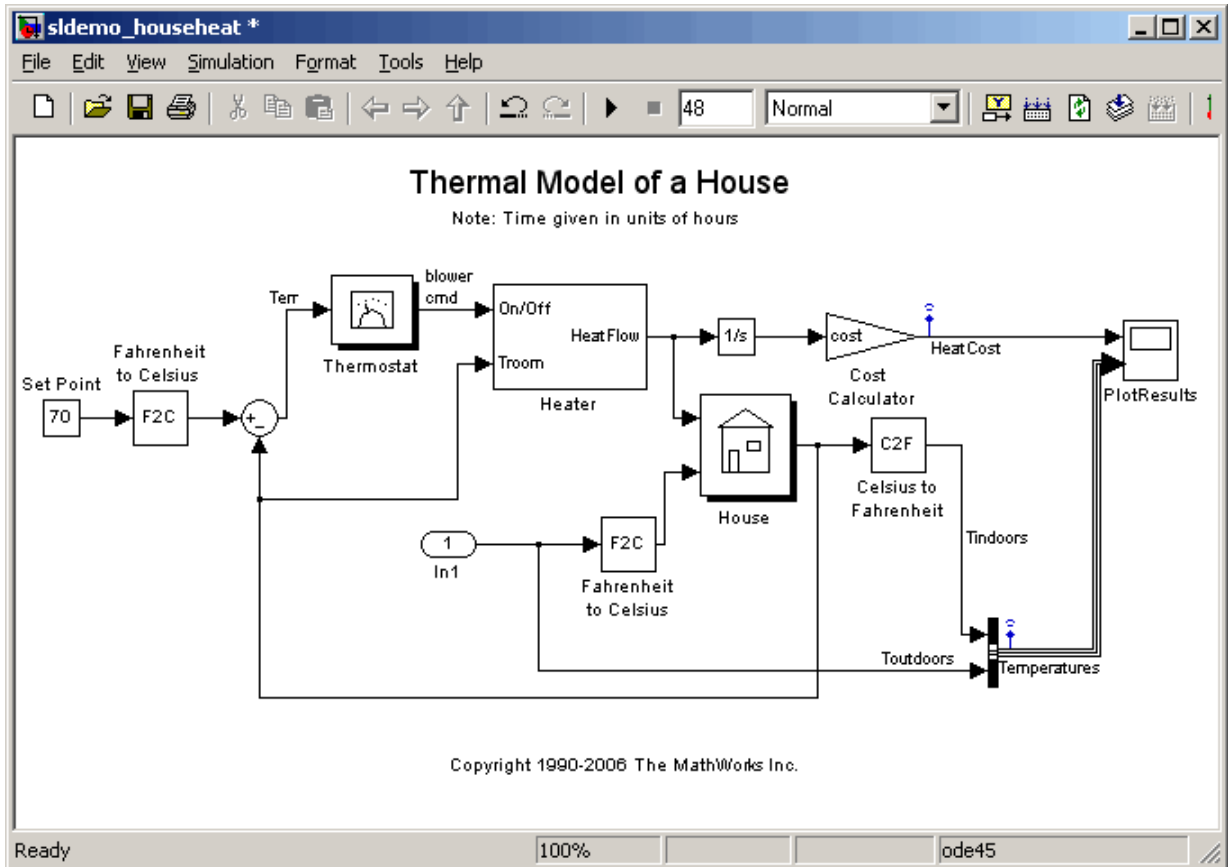 sldemo_househeat *
File Edit View Simulation Format Tools Help
48 Normal
Thermal Model of a House
Note: Time given in units of hours
Set Point
70
Fahrenheit
to Celsius
F2C
+
-
Terr
Thermostat
blower
cmd
On/Off
HeatFlow
Troom
Heater
1/s
cost
Cost
Calculator
HeatCost
PlotResults
House
C2F
Celsius to
Fahrenheit
1
In1
F2C
Fahrenheit
to Celsius
Tindoors
Toutdoors
Temperatures
Copyright 1990-2006 The MathWorks Inc.
Ready 100% ode45